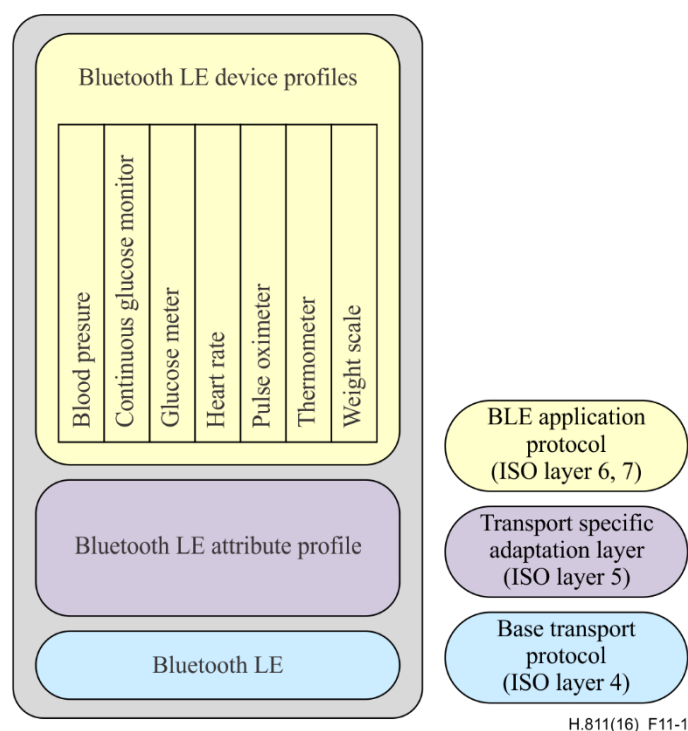 Bluetooth LE device profiles
Blood presure
Continuous glucose monitor
Glucose meter
Heart rate
Pulse oximeter
Thermometer
Weight scale
Bluetooth LE attribute profile
Bluetooth LE
BLE application
protocol
(ISO layer 6, 7)
Transport specific
adaptation layer
(ISO layer 5)
Base transport
protocol
(ISO layer 4)
H.811(16)_F11-1